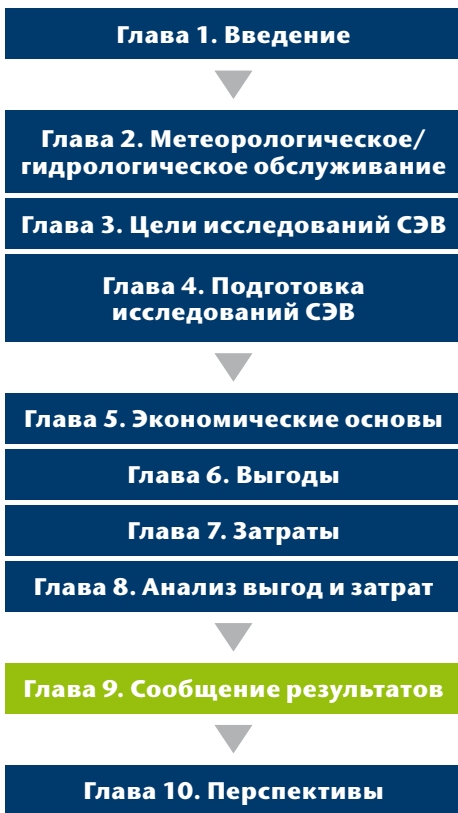 Глава 1. Введение
Глава 2. Метеорологическое/
гидрологическое обслуживание
Глава 3. Цели исследований СЭВ
Глава 4. Подготовка
исследований СЭВ
Глава 5. Экономические основы
Глава 6. Выгоды
Глава 7. Затраты
Глава 8. Анализ выгод и затрат
Глава 9. Сообщение результатов
Глава 10. Перспективы